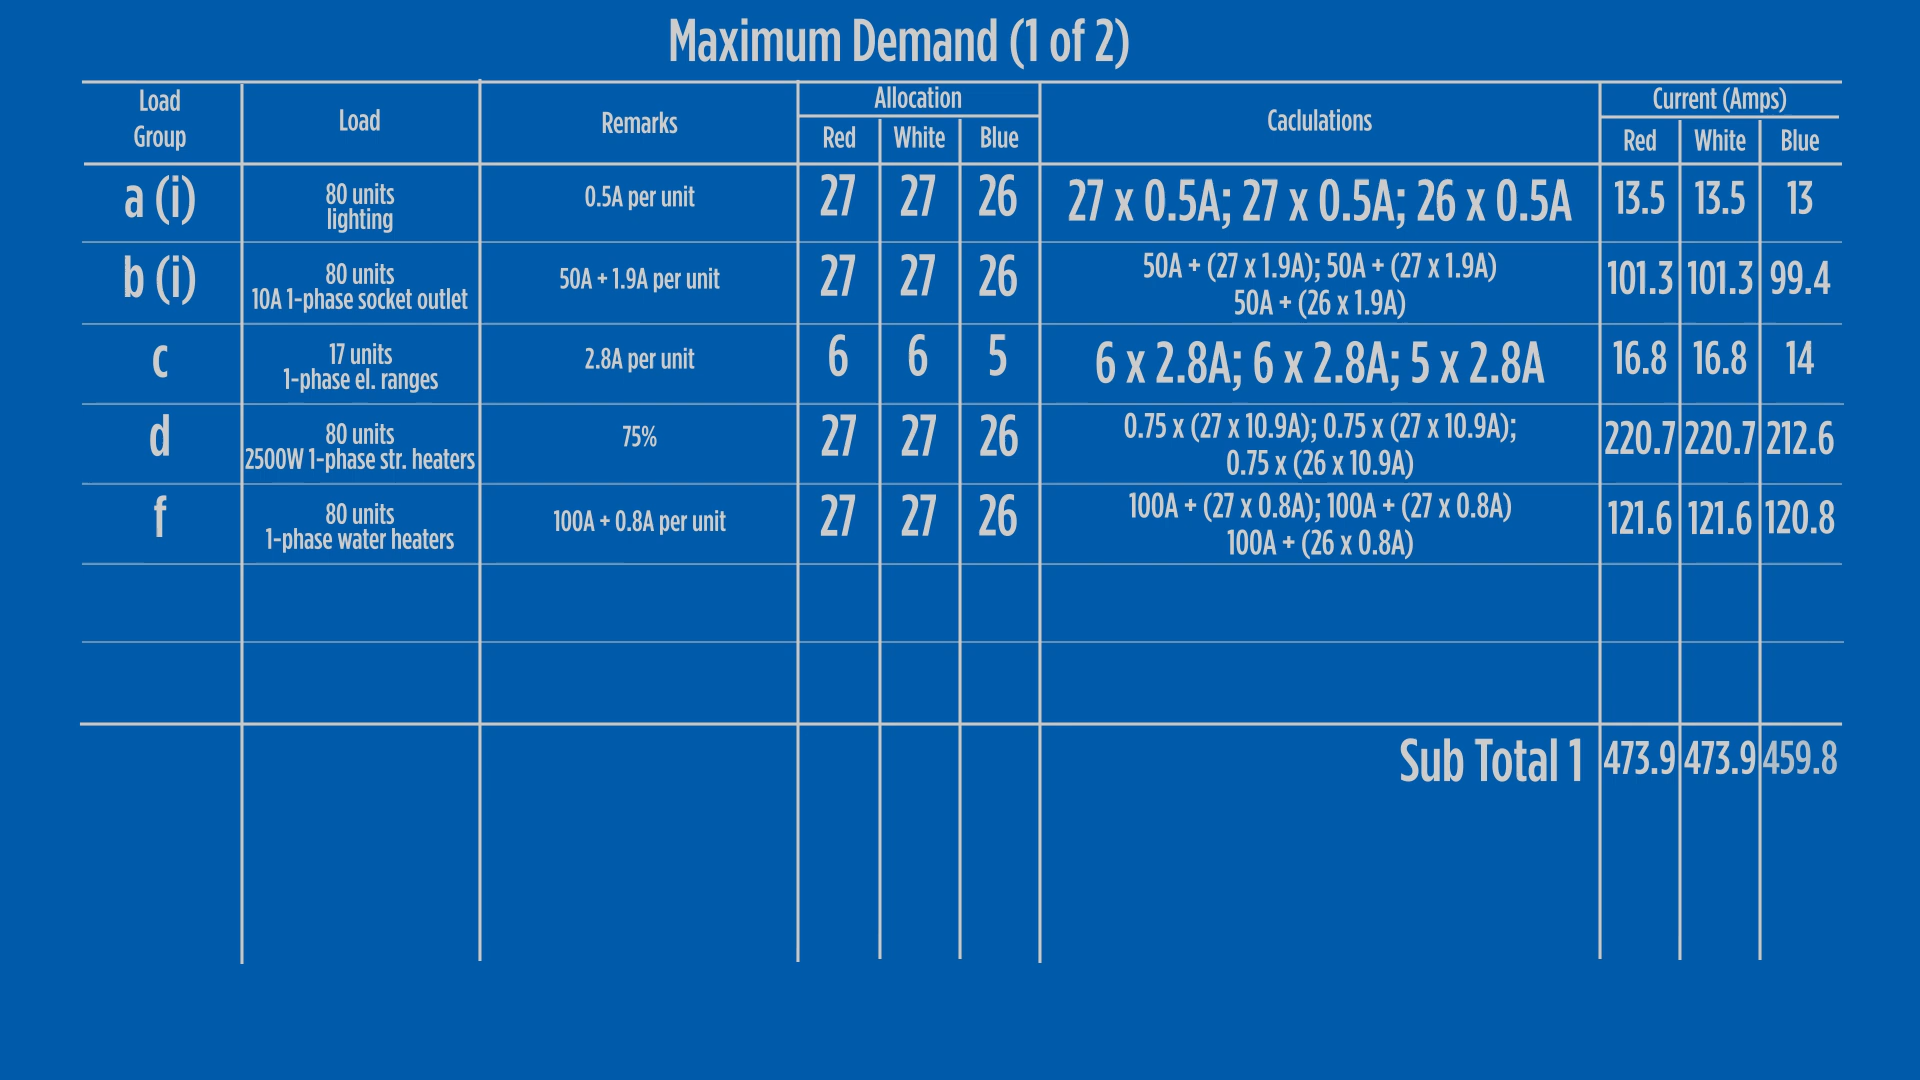 Maximum Demand (1 of 2)
Load
Group
Load
Remarks
Allocation
Red White Blue
Caclulations
Current (Amps)
Red White Blue
a (i)
80 units
lighting
0.5A per unit
27 27 26
27 x 0.5A; 27 x 0.5A; 26 x 0.5A
13.5 13.5 13
b (i)
80 units
10A 1-phase socket outlet
50A + 1.9A per unit
27 27 26
50A + (27 x 1.9A); 50A + (27 x 1.9A)
50A + (26 x 1.9A)
101.3 101.3 99.4
c
17 units
1-phase el. ranges
2.8A per unit
6 6 5
6 x 2.8A; 6 x 2.8A; 5 x 2.8A
16.8 16.8 14
d
80 units
2500W 1-phase str. heaters
75%
27 27 26
0.75 x (27 x 10.9A); 0.75 x (27 x 10.9A);
0.75 x (26 x 10.9A)
220.7 220.7 212.6
f
80 units
1-phase water heaters
100A + 0.8A per unit
27 27 26
100A + (27 x 0.8A); 100A + (27 x 0.8A)
100A + (26 x 0.8A)
121.6 121.6 120.8
Sub Total 1 473.9 473.9 459.8